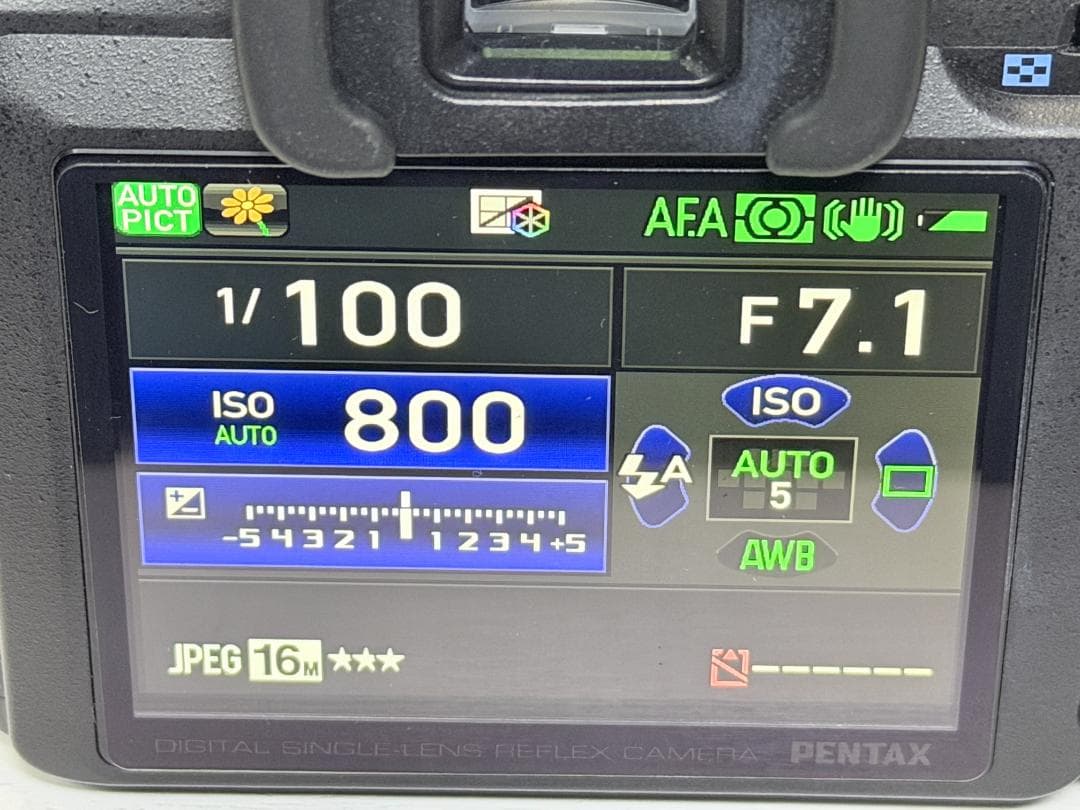 AUTO
PICT
AF.A
1/100
F7.1
ISO
AUTO
800
ISO
⚡A
AUTO
5
AWB
-5 4 3 2 1 1 2 3 4 +5
JPEG 16M ★★★
------
DIGITAL SINGLE-LENS REFLEX CAMERA PENTAX